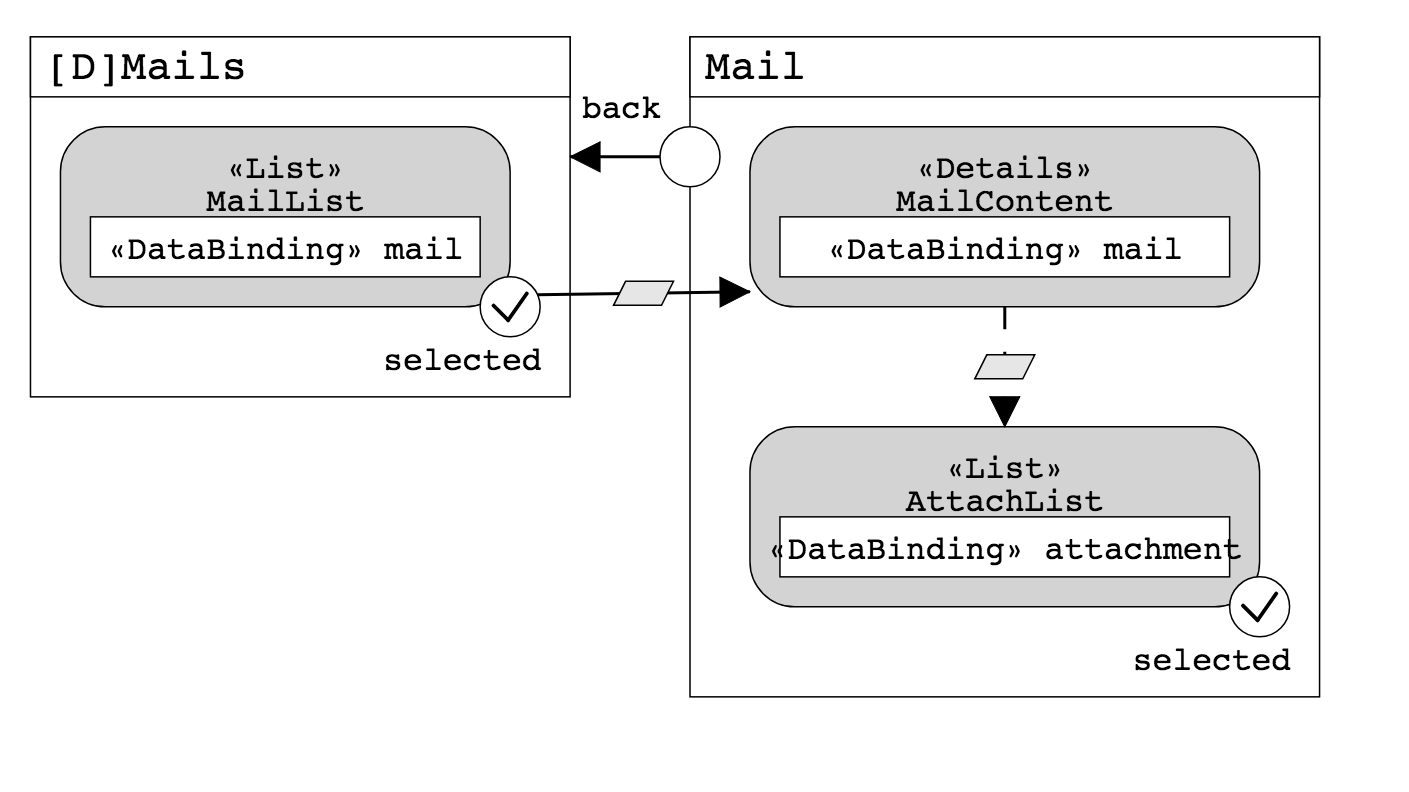 [D]Mails
«List»
MailList
«DataBinding» mail
selected
back
Mail
«Details»
MailContent
«DataBinding» mail
«List»
AttachList
«DataBinding» attachment
selected